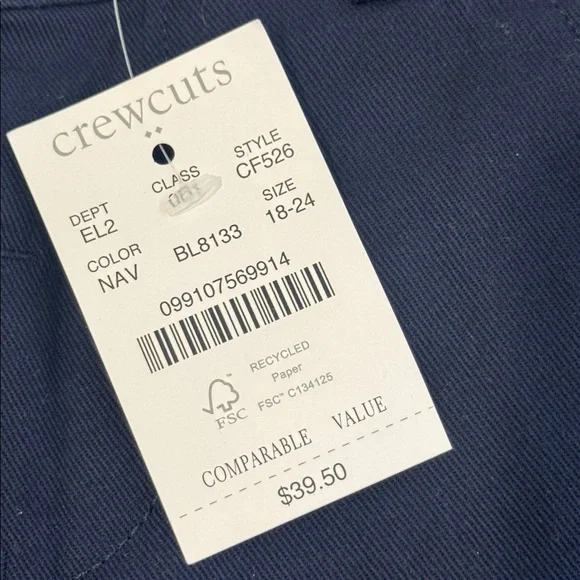 crewcuts
DEPT CLASS STYLE
EL2 CF526
COLOR SIZE
NAV BL8133 18-24
099107569914
RECYCLED
Paper
FSC™ C134125
FSC
COMPARABLE VALUE
$39.50